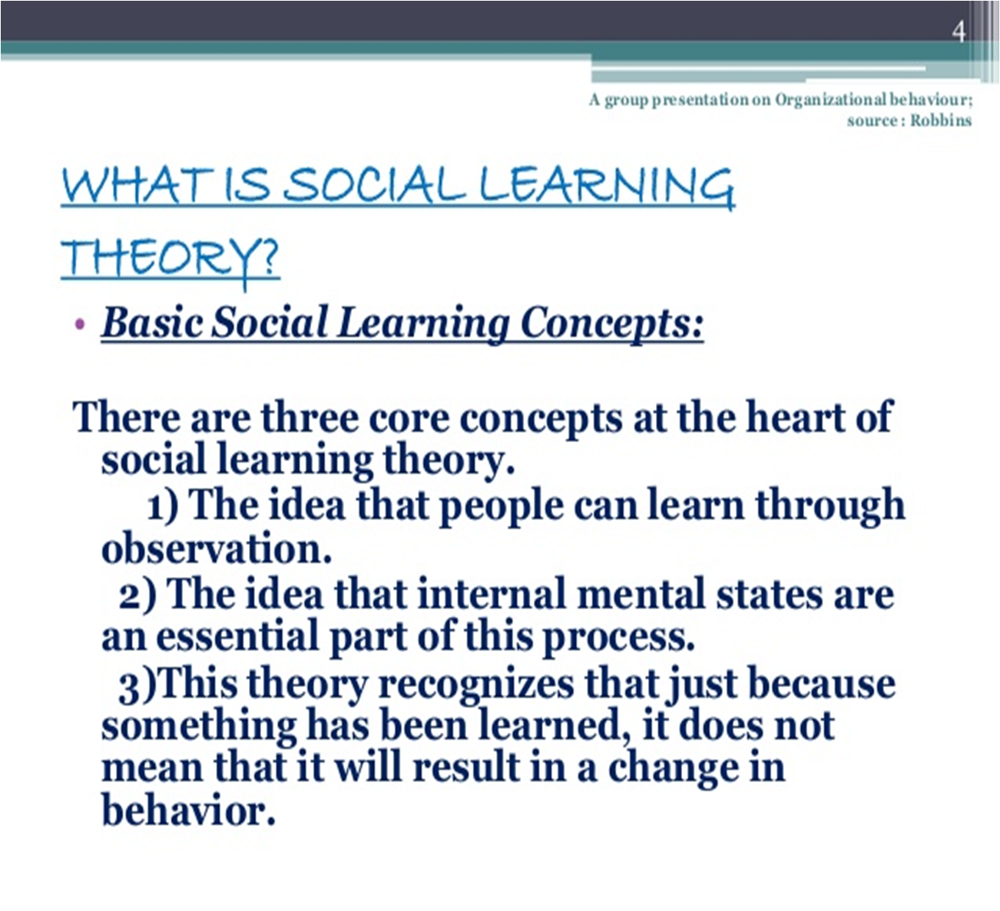 4
A group presentation on Organizational behaviour;
source : Robbins
WHAT IS SOCIAL LEARNING
THEORY?
• Basic Social Learning Concepts:
There are three core concepts at the heart of
social learning theory.
1) The idea that people can learn through
observation.
2) The idea that internal mental states are
an essential part of this process.
3)This theory recognizes that just because
something has been learned, it does not
mean that it will result in a change in
behavior.